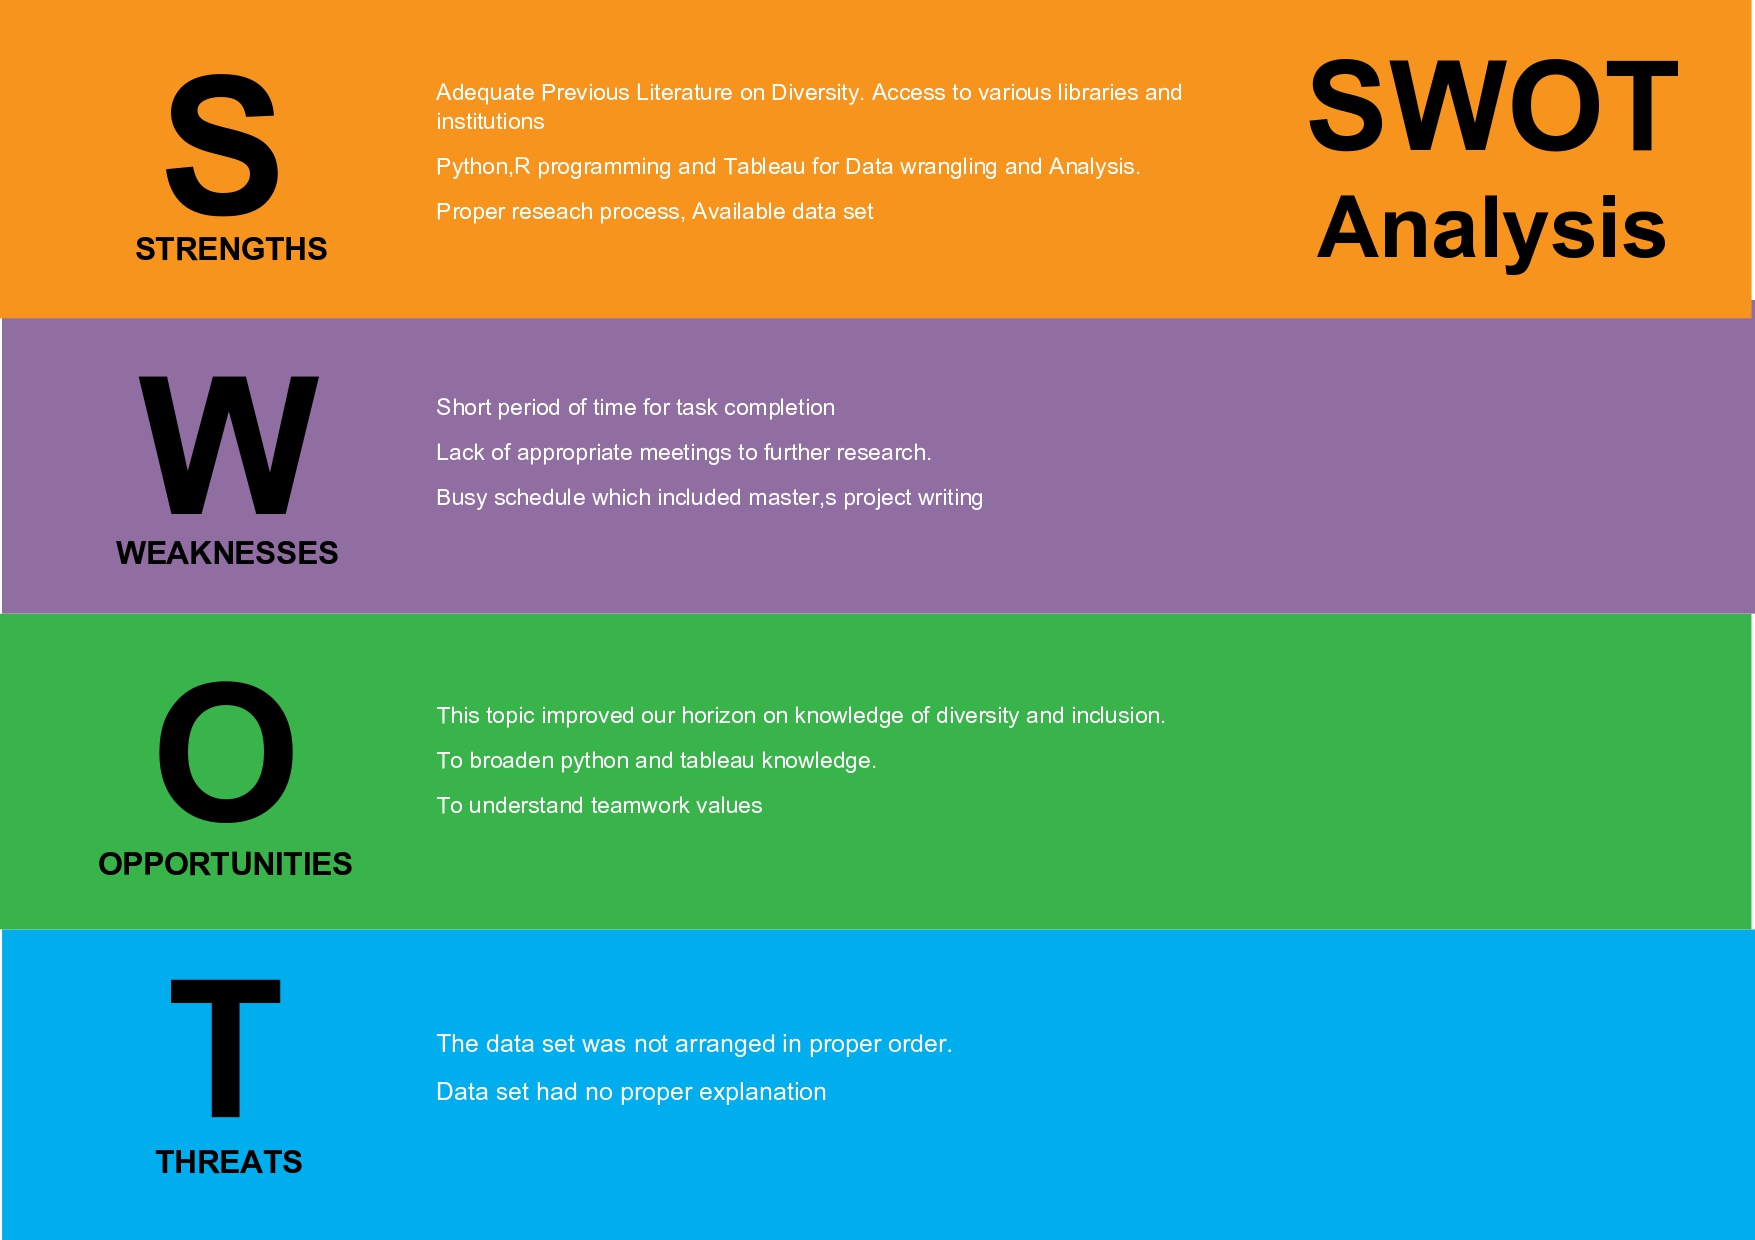 SWOT
Analysis
S
STRENGTHS
Adequate Previous Literature on Diversity. Access to various libraries and
institutions
Python,R programming and Tableau for Data wrangling and Analysis.
Proper reseach process, Available data set
W
WEAKNESSES
Short period of time for task completion
Lack of appropriate meetings to further research.
Busy schedule which included master,s project writing
O
OPPORTUNITIES
This topic improved our horizon on knowledge of diversity and inclusion.
To broaden python and tableau knowledge.
To understand teamwork values
T
THREATS
The data set was not arranged in proper order.
Data set had no proper explanation